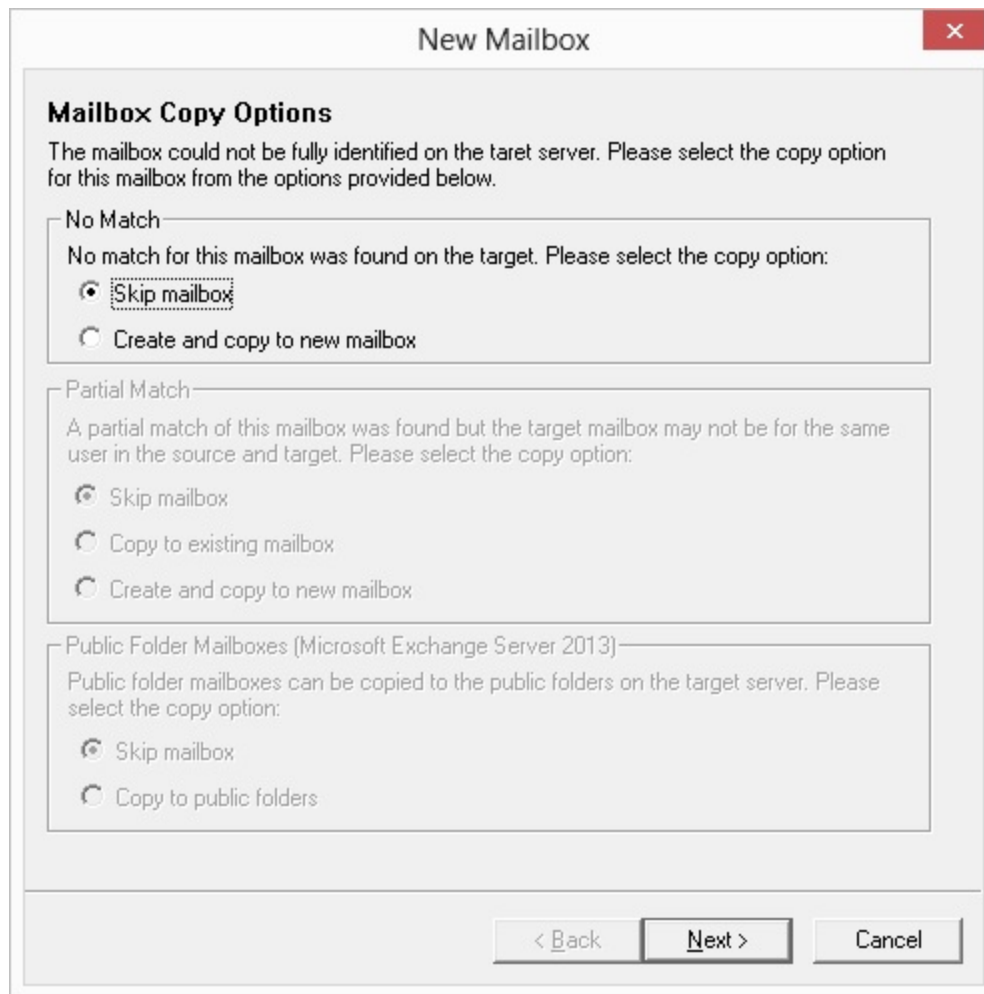 New Mailbox
Mailbox Copy Options
The mailbox could not be fully identified on the taret server. Please select the copy option
for this mailbox from the options provided below.
No Match
No match for this mailbox was found on the target. Please select the copy option:
Skip mailbox
Create and copy to new mailbox
Partial Match
A partial match of this mailbox was found but the target mailbox may not be for the same
user in the source and target. Please select the copy option:
Skip mailbox
Copy to existing mailbox
Create and copy to new mailbox
Public Folder Mailboxes (Microsoft Exchange Server 2013)
Public folder mailboxes can be copied to the public folders on the target server. Please
select the copy option:
Skip mailbox
Copy to public folders
< Back
Next >
Cancel